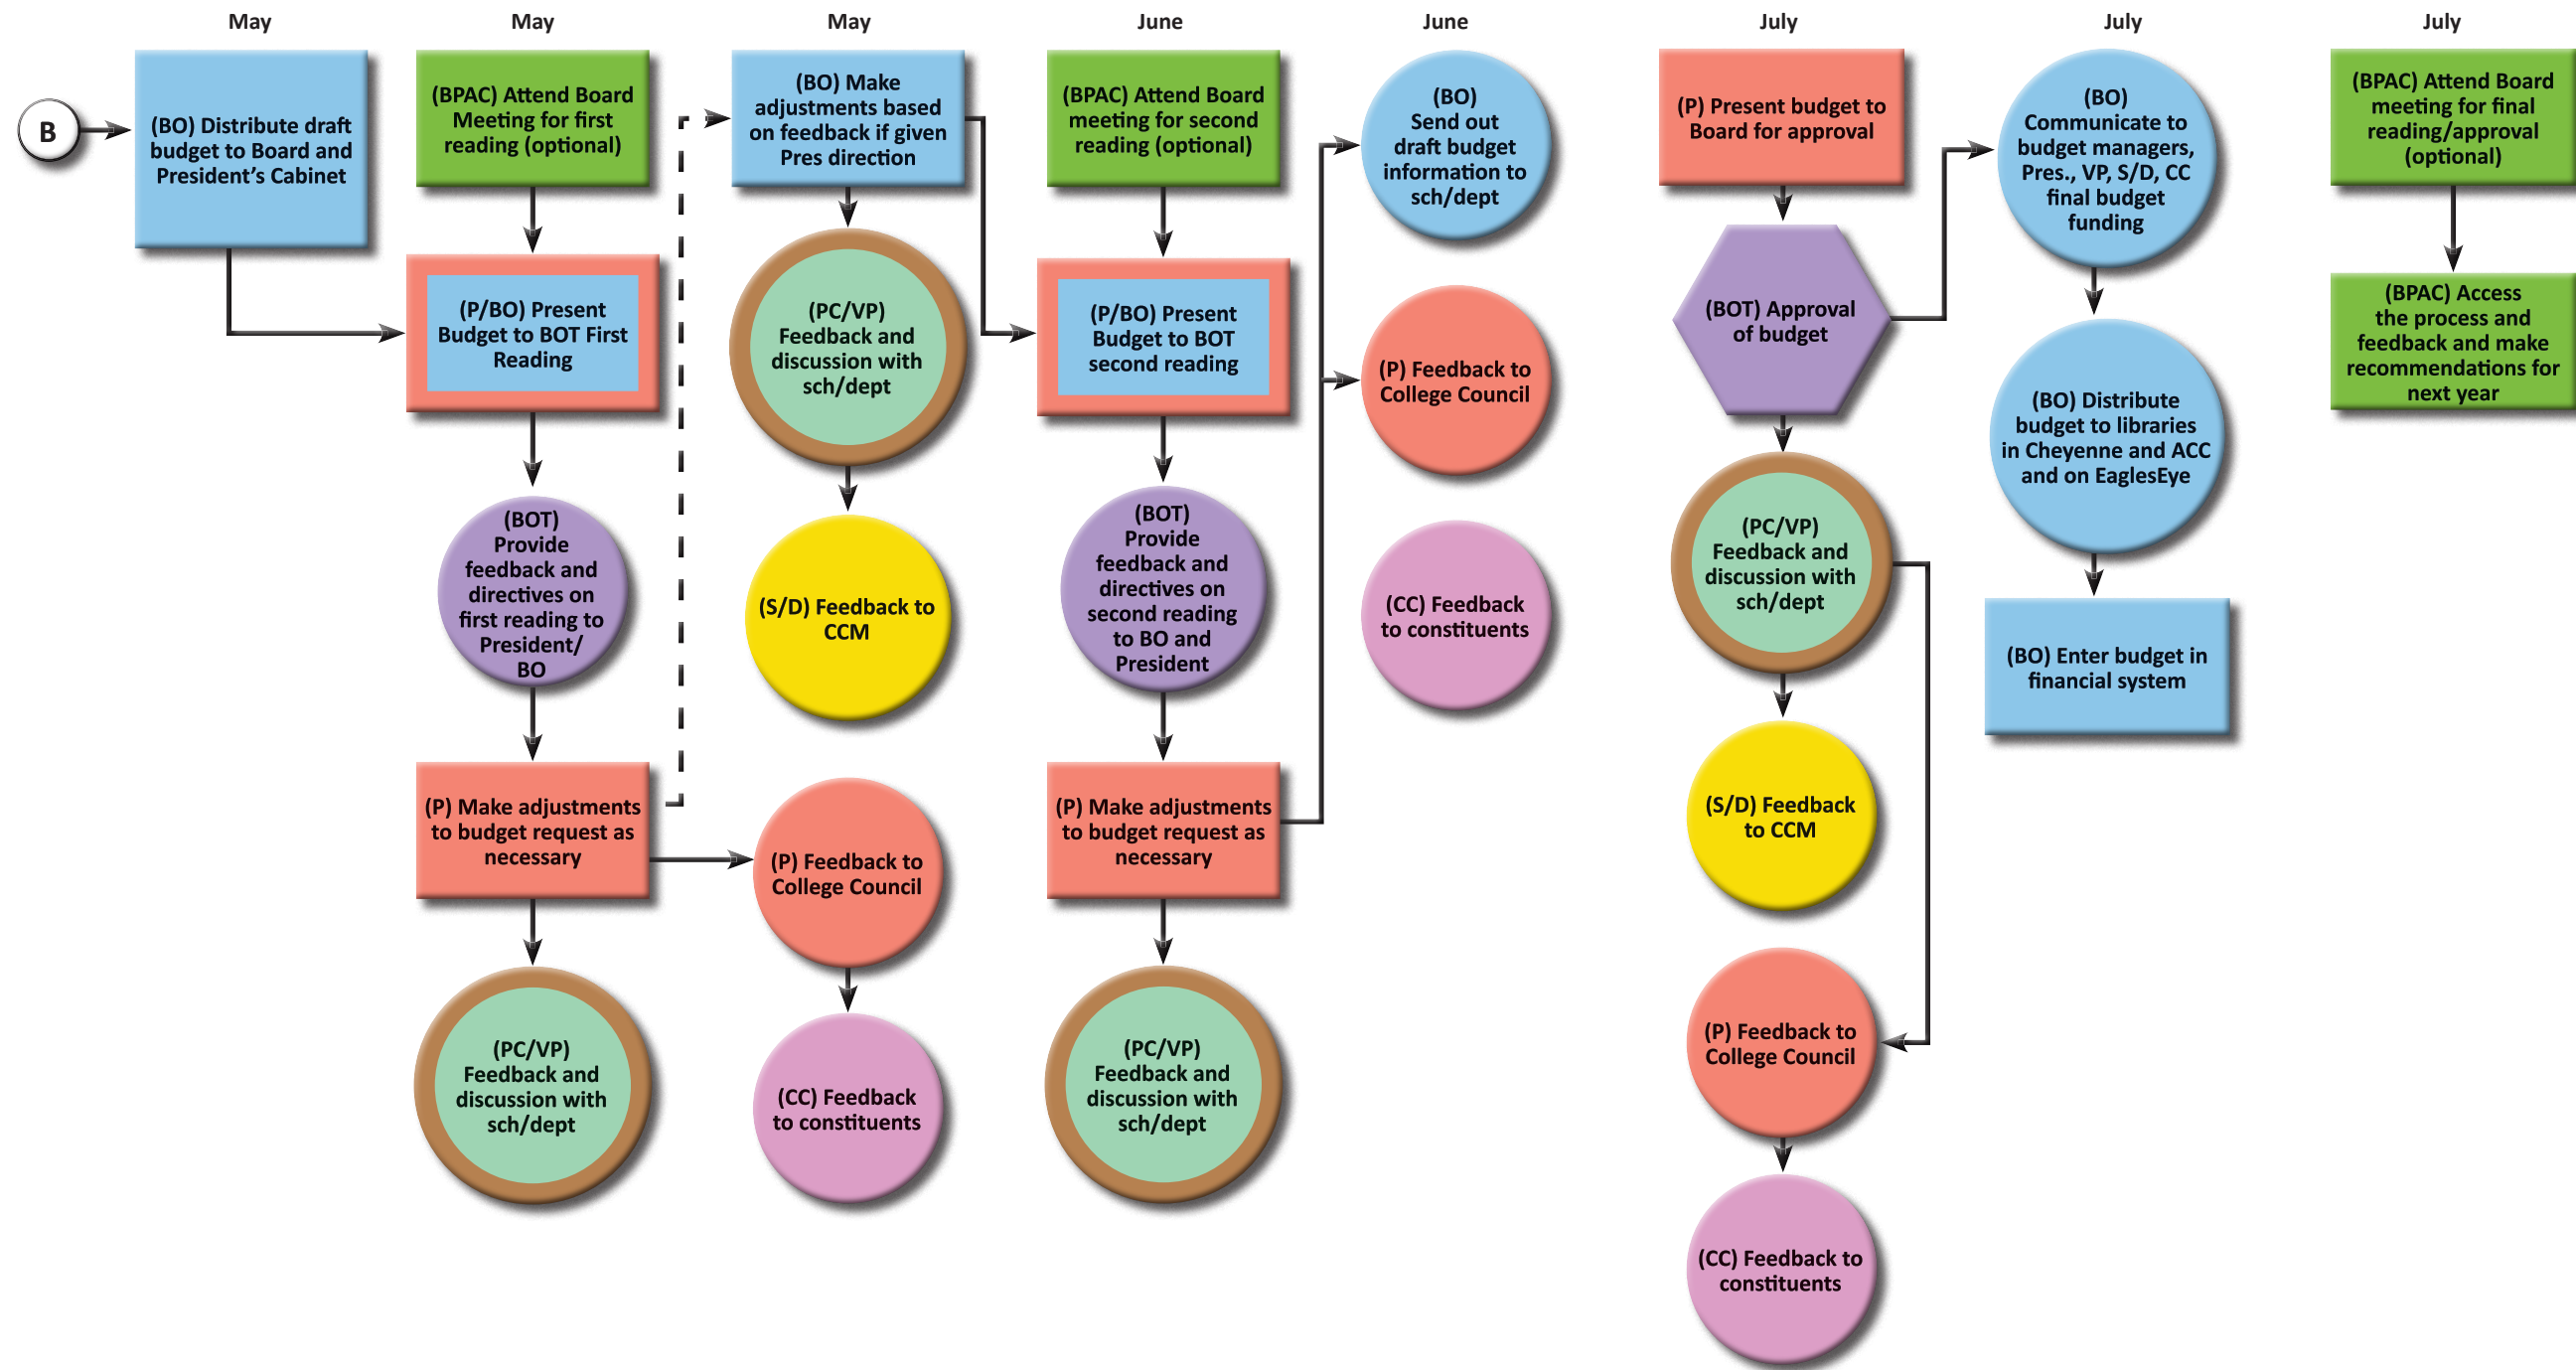 May
May
May
June
June
July
July
July
B
(BO) Distribute draft
budget to Board and
President’s Cabinet
(BPAC) Attend Board
Meeting for first
reading (optional)
(P/BO) Present
Budget to BOT First
Reading
(BOT)
Provide
feedback and
directives on
first reading to
President/
BO
(P) Make adjustments
to budget request as
necessary
(PC/VP)
Feedback and
discussion with
sch/dept
(BO) Make
adjustments based
on feedback if given
Pres direction
(PC/VP)
Feedback and
discussion with
sch/dept
(S/D) Feedback to
CCM
(P) Feedback to
College Council
(CC) Feedback
to constituents
(BPAC) Attend Board
meeting for second
reading (optional)
(P/BO) Present
Budget to BOT
second reading
(BOT)
Provide
feedback and
directives on
second reading
to BO and
President
(P) Make adjustments
to budget request as
necessary
(PC/VP)
Feedback and
discussion with
sch/dept
(BO)
Send out
draft budget
information to
sch/dept
(P) Feedback to
College Council
(CC) Feedback
to constituents
(P) Present budget to
Board for approval
(BOT) Approval
of budget
(PC/VP)
Feedback and
discussion with
sch/dept
(S/D) Feedback
to CCM
(P) Feedback to
College Council
(CC) Feedback to
constituents
(BO)
Communicate to
budget managers,
Pres., VP, S/D, CC
final budget
funding
(BO) Distribute
budget to libraries
in Cheyenne and ACC
and on EaglesEye
(BO) Enter budget in
financial system
(BPAC) Attend Board
meeting for final
reading/approval
(optional)
(BPAC) Access
the process and
feedback and make
recommendations for
next year